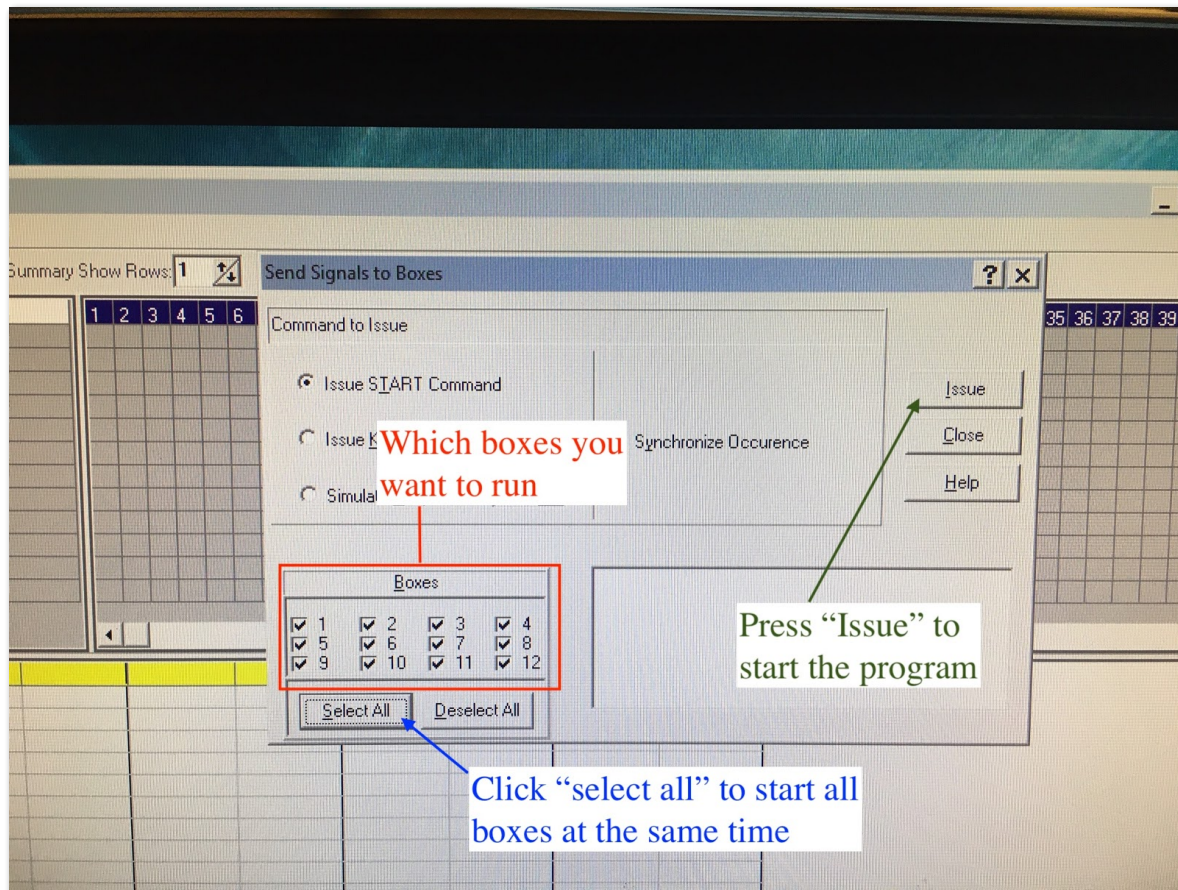 Summary Show Rows: 1
Send Signals to Boxes
1 2 3 4 5 6
35 36 37 38 39
Command to Issue
Issue START Command
Issue K
Simulat
Synchronize Occurence
Issue
Close
Help
Which boxes you
want to run
Boxes
1 2 3 4
5 6 7 8
9 10 11 12
Select All Deselect All
Press “Issue” to
start the program
Click “select all” to start all
boxes at the same time